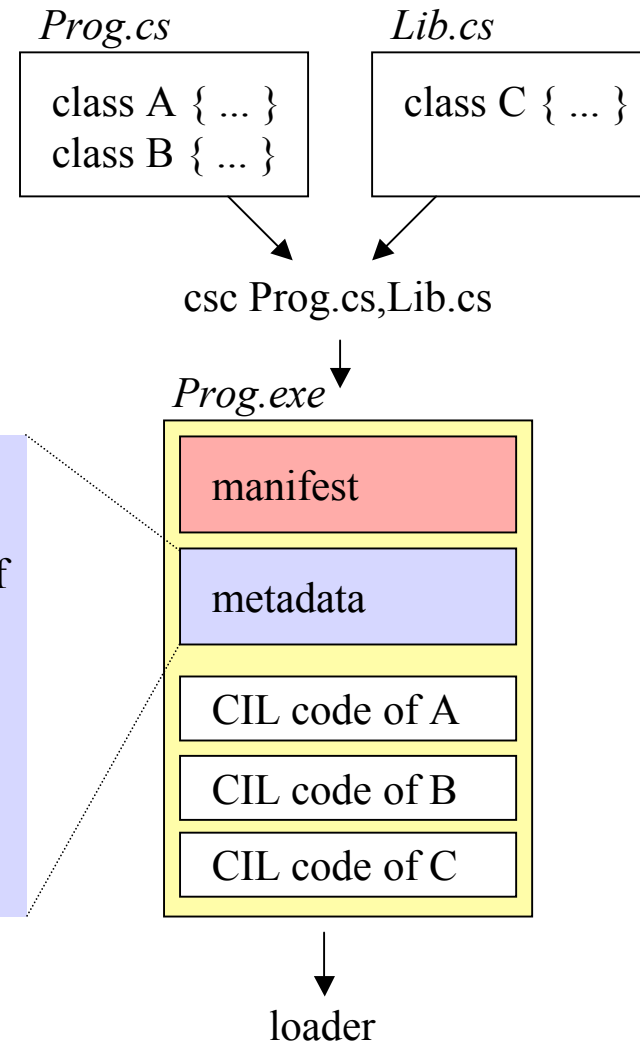 Prog.cs
Lib.cs
class A { ... }
class B { ... }
class C { ... }
csc Prog.cs,Lib.cs
Prog.exe
manifest
metadata
CIL code of A
CIL code of B
CIL code of C
loader